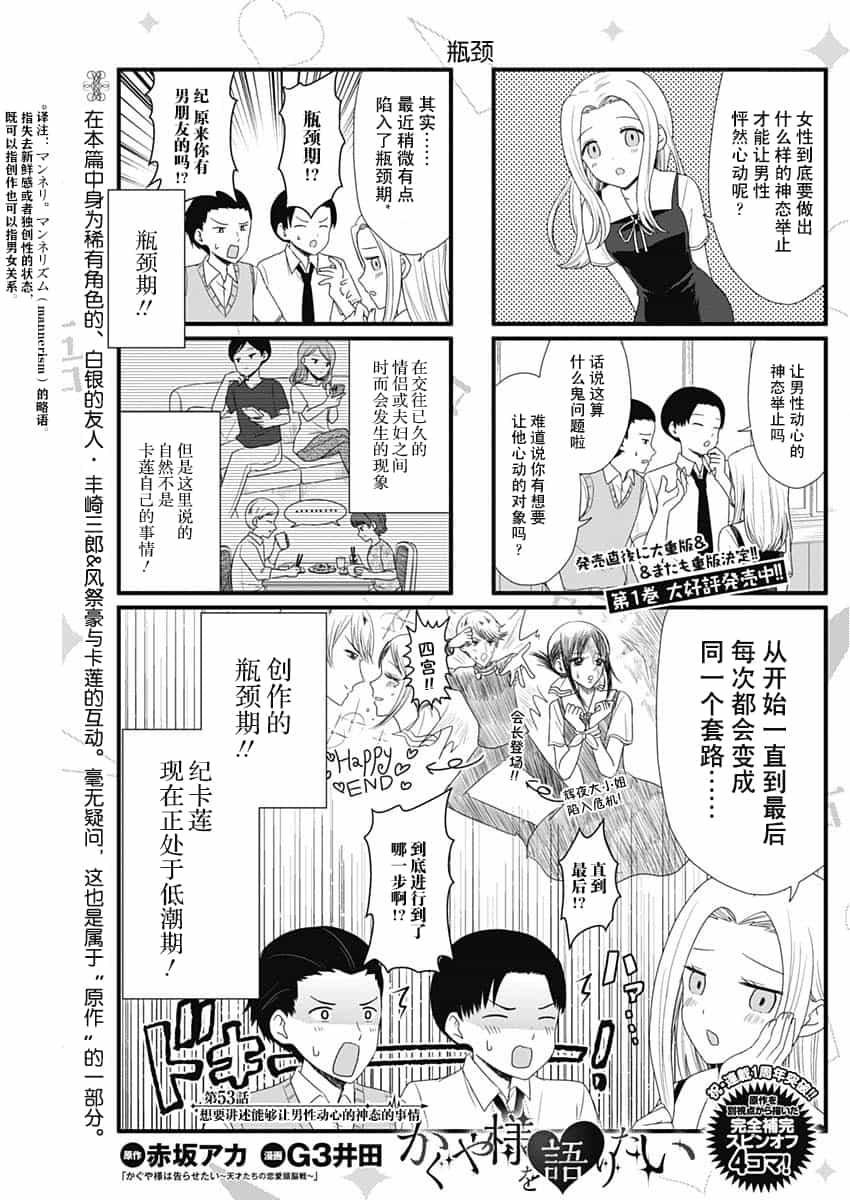 瓶颈
女性到底要做出
什么样的神态举止
才能让男性
怦然心动呢？
让男性动心的
神态举止吗
话说这算
什么鬼问题啦
难道说你有想要
让他心动的对象吗？
発売直後に大重版&
&またも重版決定!!
第1巻 大好評発売中!!
其实……
最近稍微有点
陷入了瓶颈期*
瓶颈期!?
纪 原来你有
男朋友的吗!?
瓶颈期!!
在交往已久的
情侣或夫妇之间
时而会发生的现象
…………
但是这里说的
自然不是
卡莲自己的事情！
从开始一直到最后
每次都会变成
同一个套路……
辉夜大小姐
陷入危机！
会长登场!!
四宫!!
Happy
END
直到
最后!?
到底进行到了
哪一步啊!?
创作的
瓶颈期!!
纪卡莲
现在正处于低潮期！
ハァ…
ドキーーー！
第53話
想要讲述能够让男性动心的神态的事情
原作 赤坂アカ 漫画 G3井田
「かぐや様は告らせたい～天才たちの恋愛頭脳戦～」
かぐや様を語りたい
祝・連載1周年突破!!
原作を
別視点から描いた
完全補完
スピンオフ
4コマ！
在本篇中身为稀有角色的、白银的友人・丰崎三郎&风祭豪与卡莲的互动。毫无疑问，这也是属于“原作”的一部分。
*译注：マンネリ。マンネリズム（mannerism）的略语。
指失去新鲜感或者独创性的状态，
既可以指创作也可以指男女关系。